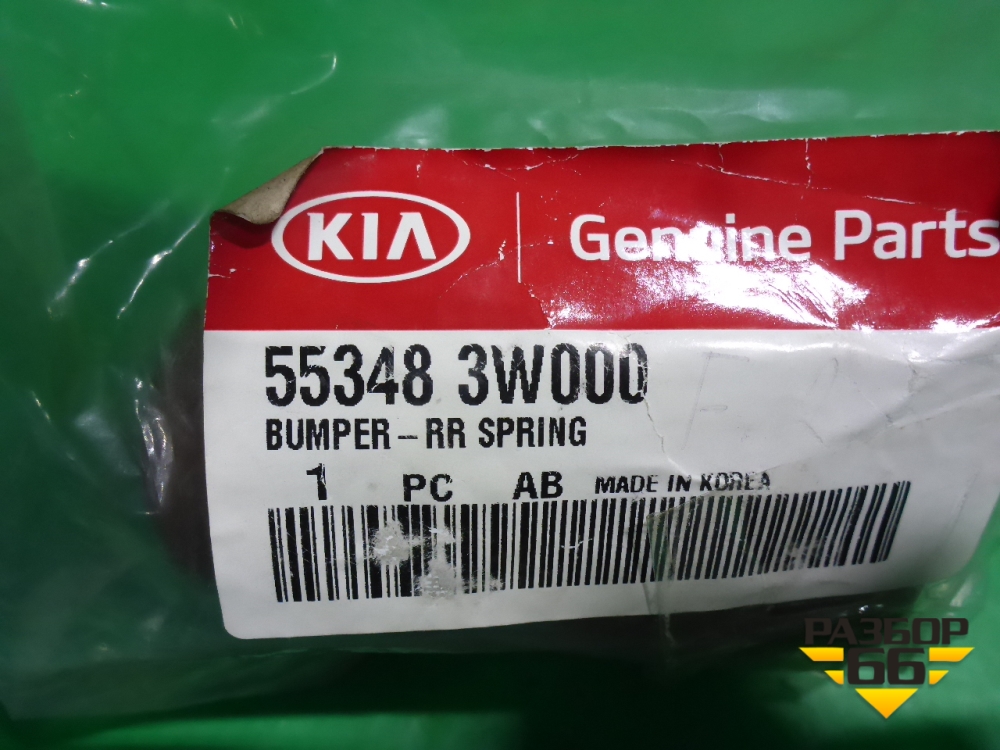 KIA Genuine Parts
55348 3W000
BUMPER – RR SPRING
1 PC AB MADE IN KOREA
РАЗБОР
66